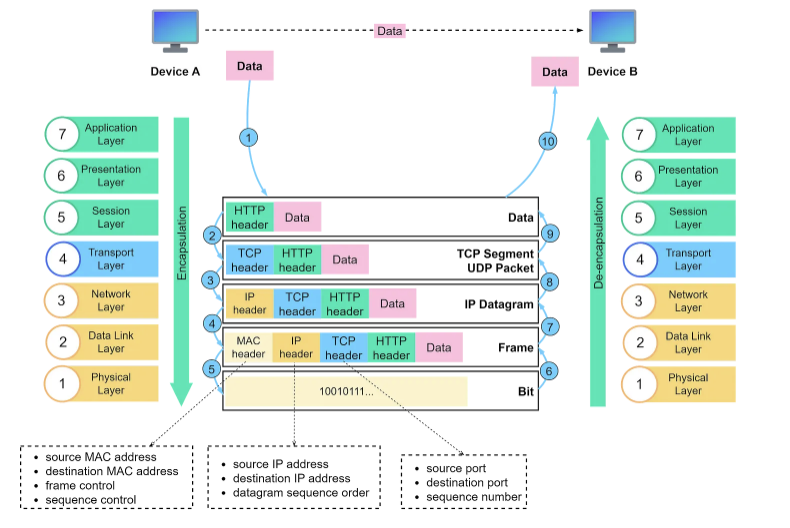 Data
Device A
Data
Data
Device B
1
10
7
Application
Layer
6
Presentation
Layer
5
Session
Layer
4
Transport
Layer
3
Network
Layer
2
Data Link
Layer
1
Physical
Layer
Encapsulation
HTTP
header
Data
Data
2
9
TCP
header
HTTP
header
Data
TCP Segment
UDP Packet
3
8
IP
header
TCP
header
HTTP
header
Data
IP Datagram
4
7
MAC
header
IP
header
TCP
header
HTTP
header
Data
Frame
5
6
10010111...
Bit
De-encapsulation
7
Application
Layer
6
Presentation
Layer
5
Session
Layer
4
Transport
Layer
3
Network
Layer
2
Data Link
Layer
1
Physical
Layer
• source MAC address
• destination MAC address
• frame control
• sequence control
• source IP address
• destination IP address
• datagram sequence order
• source port
• destination port
• sequence number